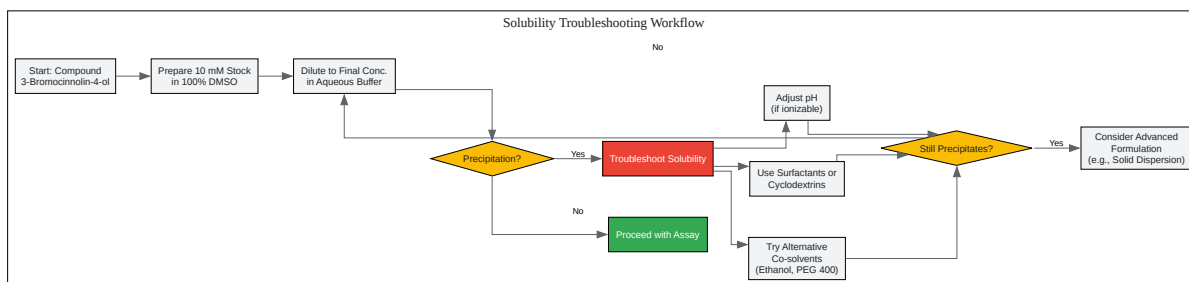 Solubility Troubleshooting Workflow
No
Start: Compound
3-Bromocinnolin-4-ol
Prepare 10 mM Stock
in 100% DMSO
Dilute to Final Conc.
in Aqueous Buffer
Adjust pH
(if ionizable)
Precipitation?
Yes
Troubleshoot Solubility
Use Surfactants or
Cyclodextrins
Still Precipitates?
Yes
Consider Advanced
Formulation
(e.g., Solid Dispersion)
No
Proceed with Assay
Try Alternative
Co-solvents
(Ethanol, PEG 400)